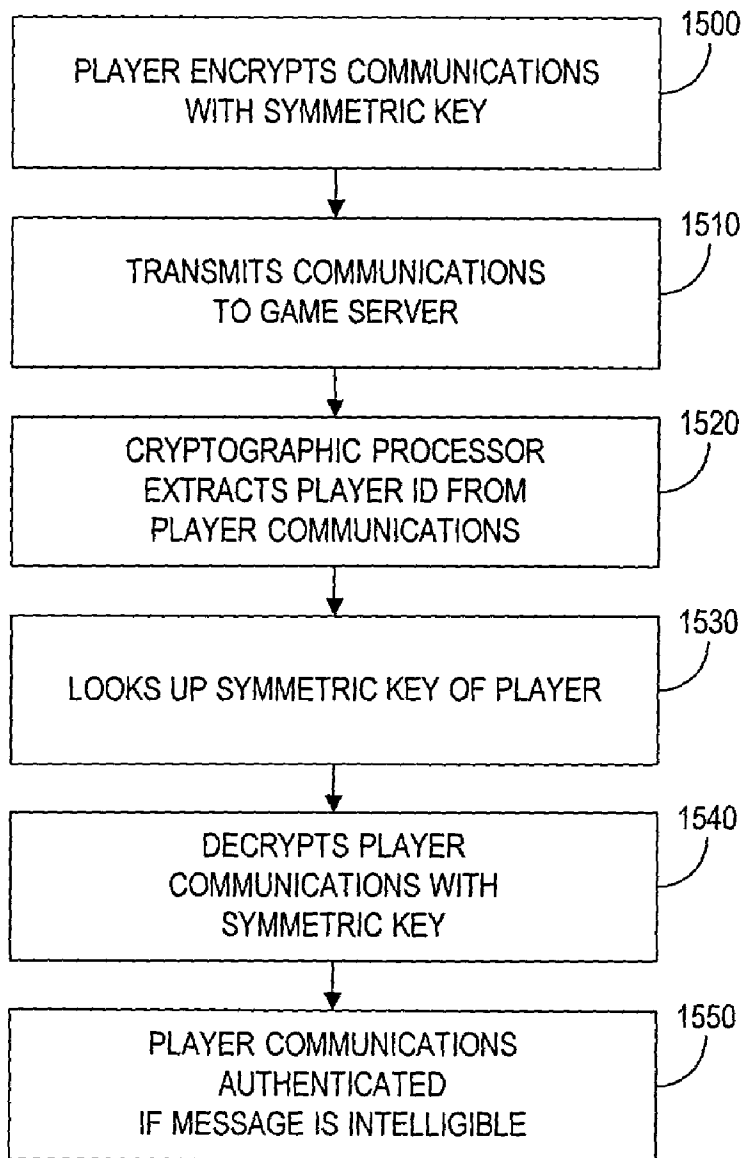 1500
PLAYER ENCRYPTS COMMUNICATIONS
WITH SYMMETRIC KEY
1510
TRANSMITS COMMUNICATIONS
TO GAME SERVER
1520
CRYPTOGRAPHIC PROCESSOR
EXTRACTS PLAYER ID FROM
PLAYER COMMUNICATIONS
1530
LOOKS UP SYMMETRIC KEY OF PLAYER
1540
DECRYPTS PLAYER
COMMUNICATIONS WITH
SYMMETRIC KEY
1550
PLAYER COMMUNICATIONS
AUTHENTICATED
IF MESSAGE IS INTELLIGIBLE